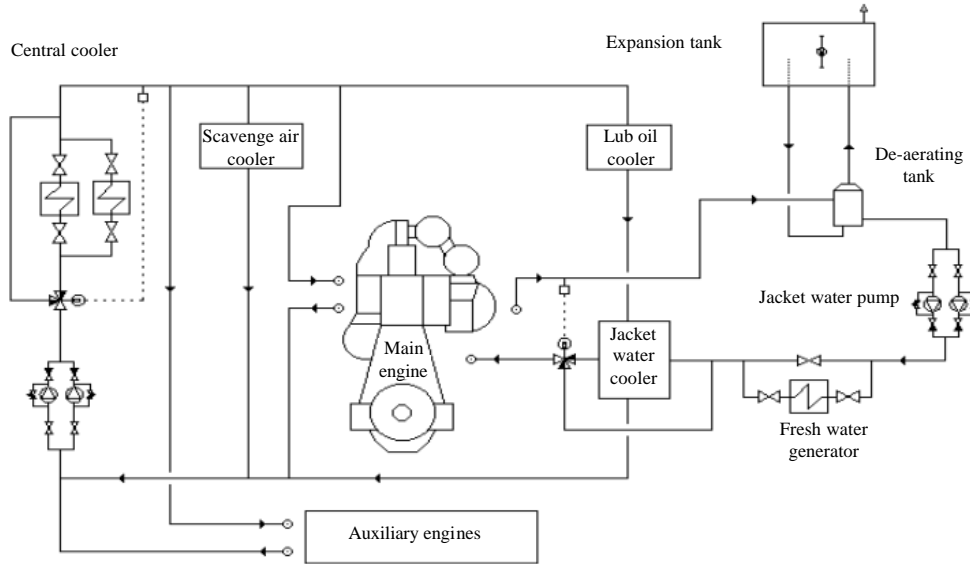 Central cooler
Expansion tank
Scavenge air
cooler
Lub oil
cooler
De-aerating
tank
Jacket water pump
Main
engine
Jacket
water
cooler
Fresh water
generator
Auxiliary engines